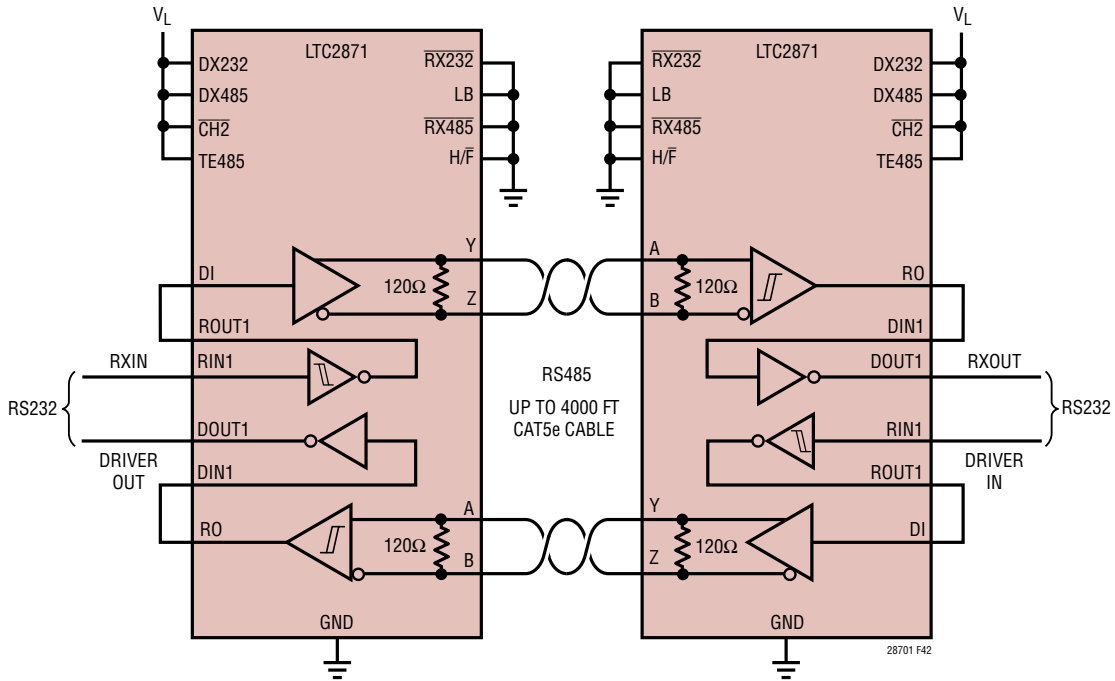 VL
VL
LTC2871
LTC2871
DX232
DX485
CH2
TE485
RX232
LB
RX485
H/F
RX232
LB
RX485
H/F
DX232
DX485
CH2
TE485
DI
Y
120Ω
Z
A
120Ω
B
RO
ROUT1
DIN1
RXIN
RIN1
DOUT1
RXOUT
RS232
RS485
UP TO 4000 FT
CAT5e CABLE
RS232
DOUT1
RIN1
DRIVER
OUT
DIN1
ROUT1
DRIVER
IN
RO
A
120Ω
B
Y
120Ω
Z
DI
GND
GND
28701 F42